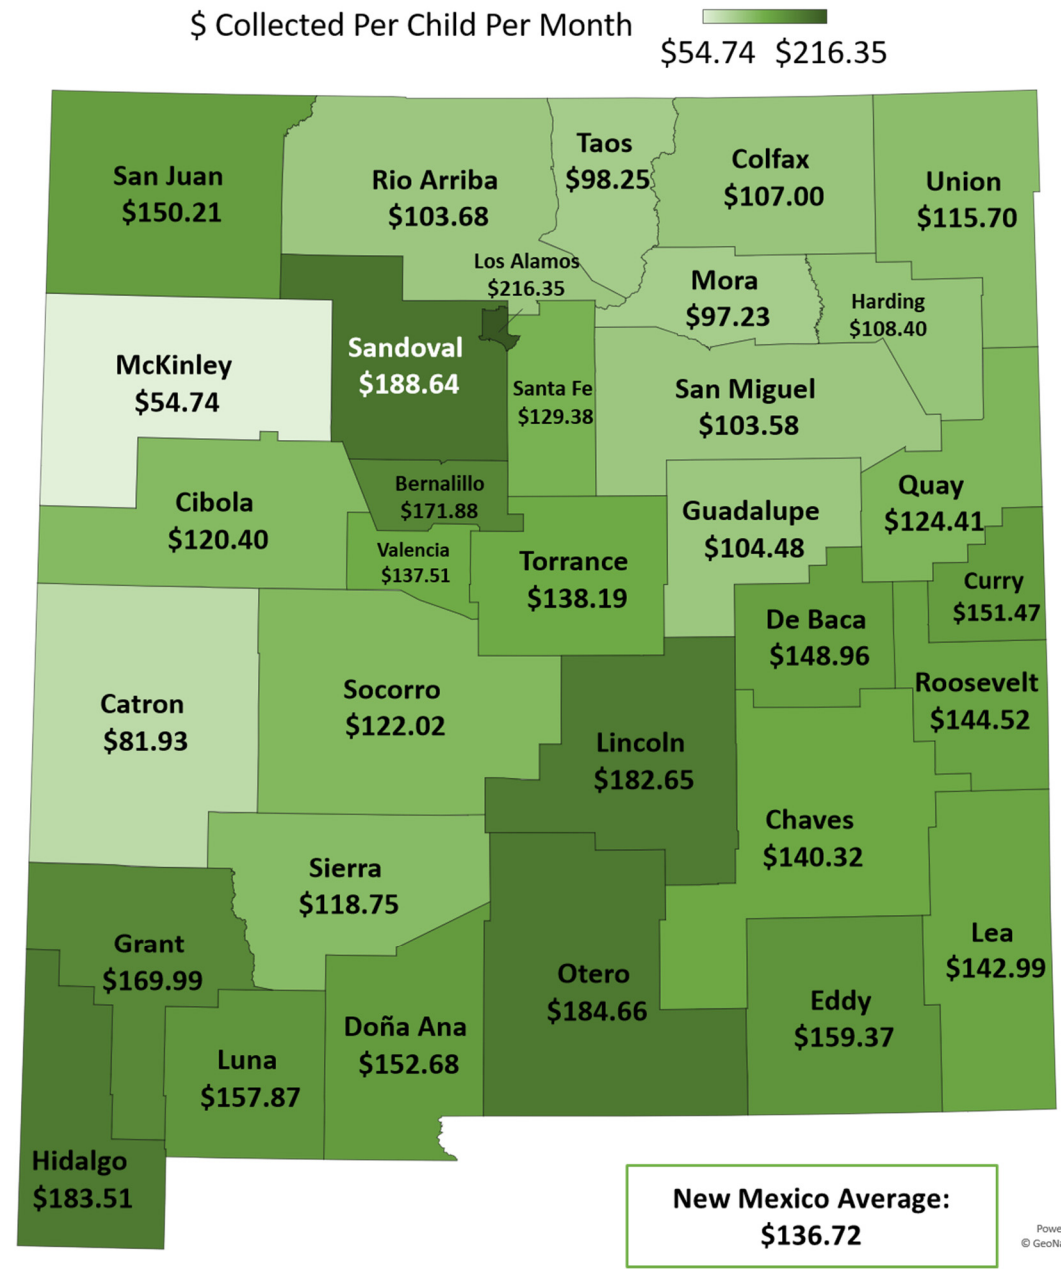 $ Collected Per Child Per Month
$54.74 $216.35
San Juan
$150.21
Rio Arriba
$103.68
Taos
$98.25
Colfax
$107.00
Union
$115.70
Los Alamos
$216.35
Mora
$97.23
Harding
$108.40
McKinley
$54.74
Sandoval
$188.64
Santa Fe
$129.38
San Miguel
$103.58
Cibola
$120.40
Bernalillo
$171.88
Valencia
$137.51
Torrance
$138.19
Guadalupe
$104.48
Quay
$124.41
Curry
$151.47
De Baca
$148.96
Roosevelt
$144.52
Catron
$81.93
Socorro
$122.02
Lincoln
$182.65
Chaves
$140.32
Sierra
$118.75
Grant
$169.99
Otero
$184.66
Lea
$142.99
Eddy
$159.37
Doña Ana
$152.68
Luna
$157.87
Hidalgo
$183.51
New Mexico Average:
$136.72
Powe
© GeoNa